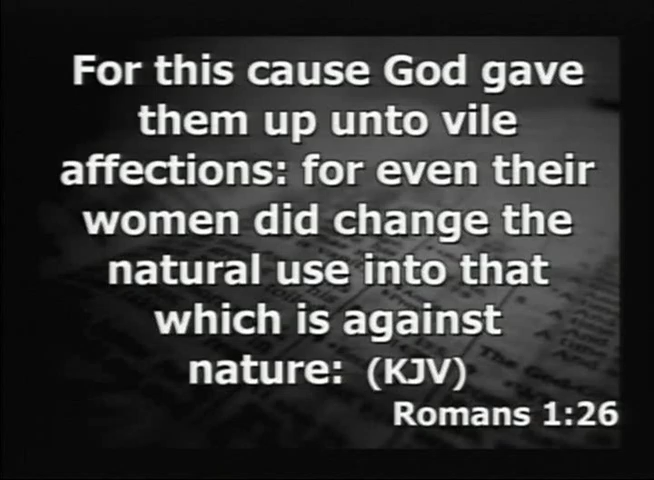 For this cause God gave
them up unto vile
affections: for even their
women did change the
natural use into that
which is against
nature: (KJV)
Romans 1:26